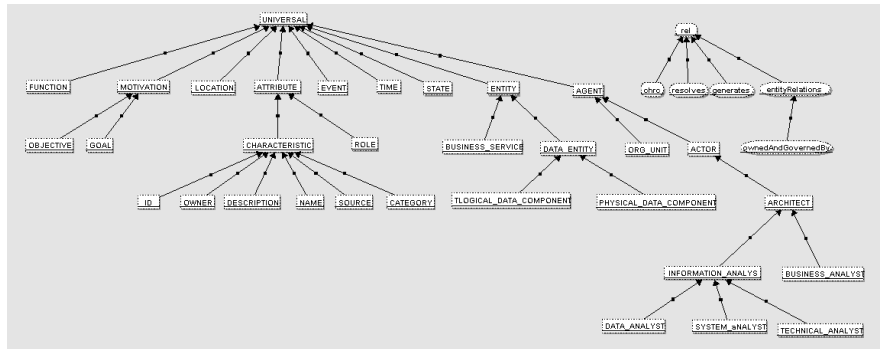 UNIVERSAL
rel
FUNCTION
MOTIVATION
LOCATION
ATTRIBUTE
EVENT
TIME
STATE
ENTITY
AGENT
chro
resolves
generates
entityRelations
OBJECTIVE
GOAL
CHARACTERISTIC
ROLE
BUSINESS_SERVICE
DATA_ENTITY
ORG_UNIT
ACTOR
ownedAndGovernedBy
ID
OWNER
DESCRIPTION
NAME
SOURCE
CATEGORY
TLOGICAL_DATA_COMPONENT
PHYSICAL_DATA_COMPONENT
ARCHITECT
INFORMATION_ANALYS
BUSINESS_ANALYST
DATA_ANALYST
SYSTEM_aNALYST
TECHNICAL_ANALYST